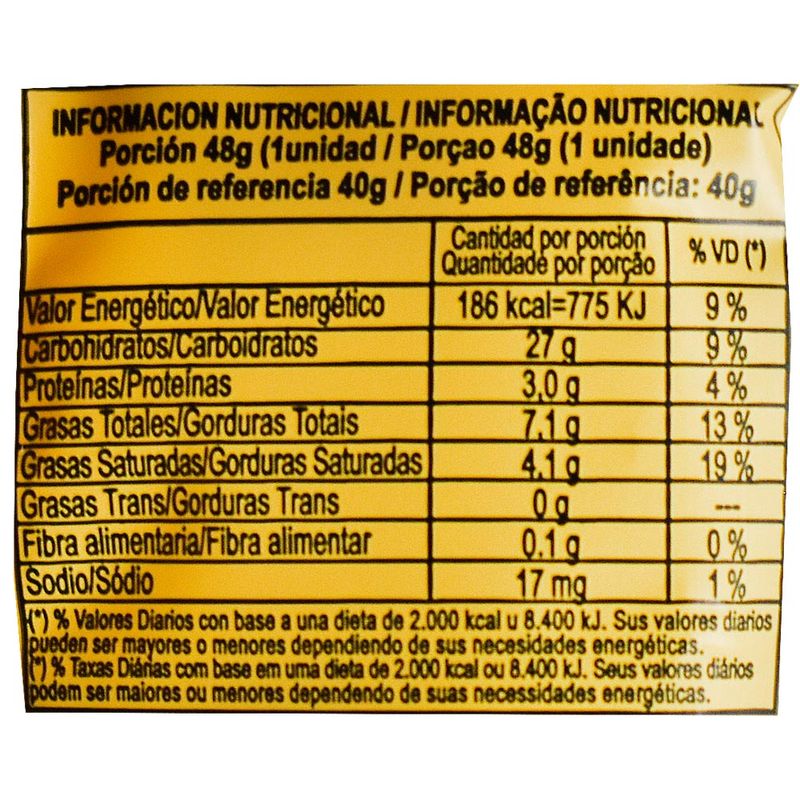 INFORMACION NUTRICIONAL / INFORMAÇÃO NUTRICIONAL
Porción 48g (1unidad / Porçao 48g (1 unidade)
Porción de referencia 40g / Porção de referência: 40g
Cantidad por porción
Quantidade por porção
% VD (*)
Valor Energético/Valor Energético 186 kcal=775 KJ 9 %
Carbohidratos/Carboidratos 27 g 9 %
Proteínas/Proteínas 3,0 g 4 %
Grasas Totales/Gorduras Totais 7,1 g 13 %
Grasas Saturadas/Gorduras Saturadas 4,1 g 19 %
Grasas Trans/Gorduras Trans 0 g ---
Fibra alimentaria/Fibra alimentar 0,1 g 0 %
Sodio/Sódio 17 mg 1 %
(*) % Valores Diarios con base a una dieta de 2.000 kcal u 8.400 kJ. Sus valores diarios
pueden ser mayores o menores dependiendo de sus necesidades energéticas.
(*) % Taxas Diárias com base em uma dieta de 2.000 kcal ou 8.400 kJ. Seus valores diários
podem ser maiores ou menores dependendo de suas necessidades energéticas.